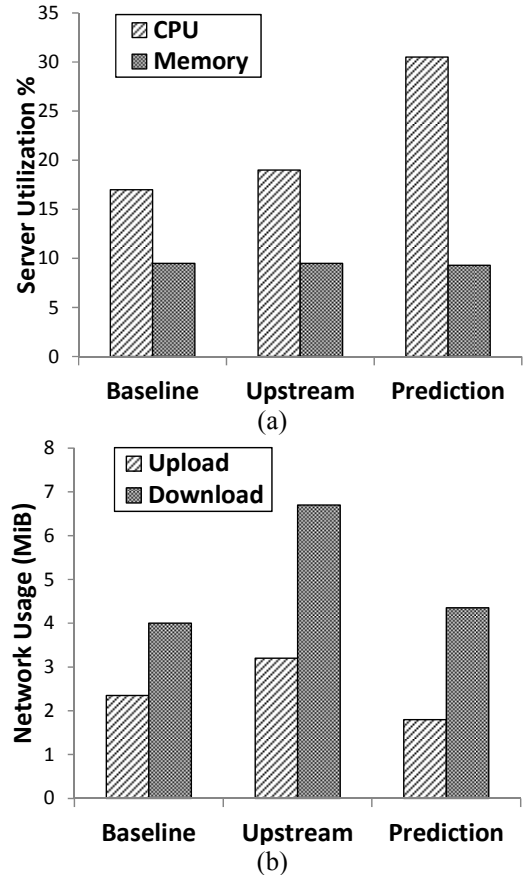 35
30
25
20
15
10
5
0
Server Utilization %
CPU
Memory
Baseline Upstream Prediction
(a)
8
7
6
5
4
3
2
1
0
Network Usage (MiB)
Upload
Download
Baseline Upstream Prediction
(b)